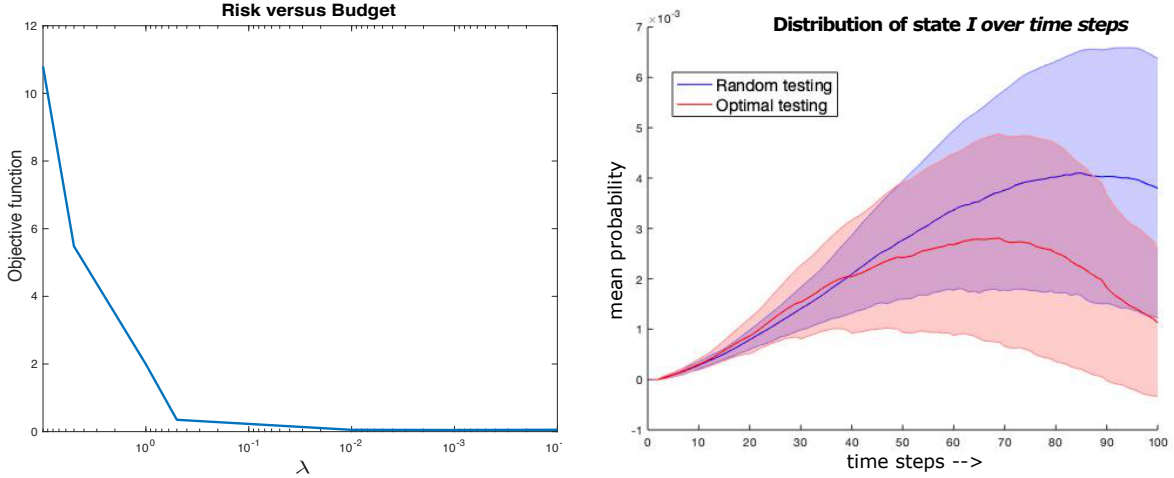 Risk versus Budget
12
10
8
6
4
2
0
Objective function
10⁰
10⁻¹
10⁻²
10⁻³
10⁻
λ
×10⁻³
Distribution of state I over time steps
7
6
5
4
3
2
1
0
-1
mean probability
Random testing
Optimal testing
0 10 20 30 40 50 60 70 80 90 100
time steps -->